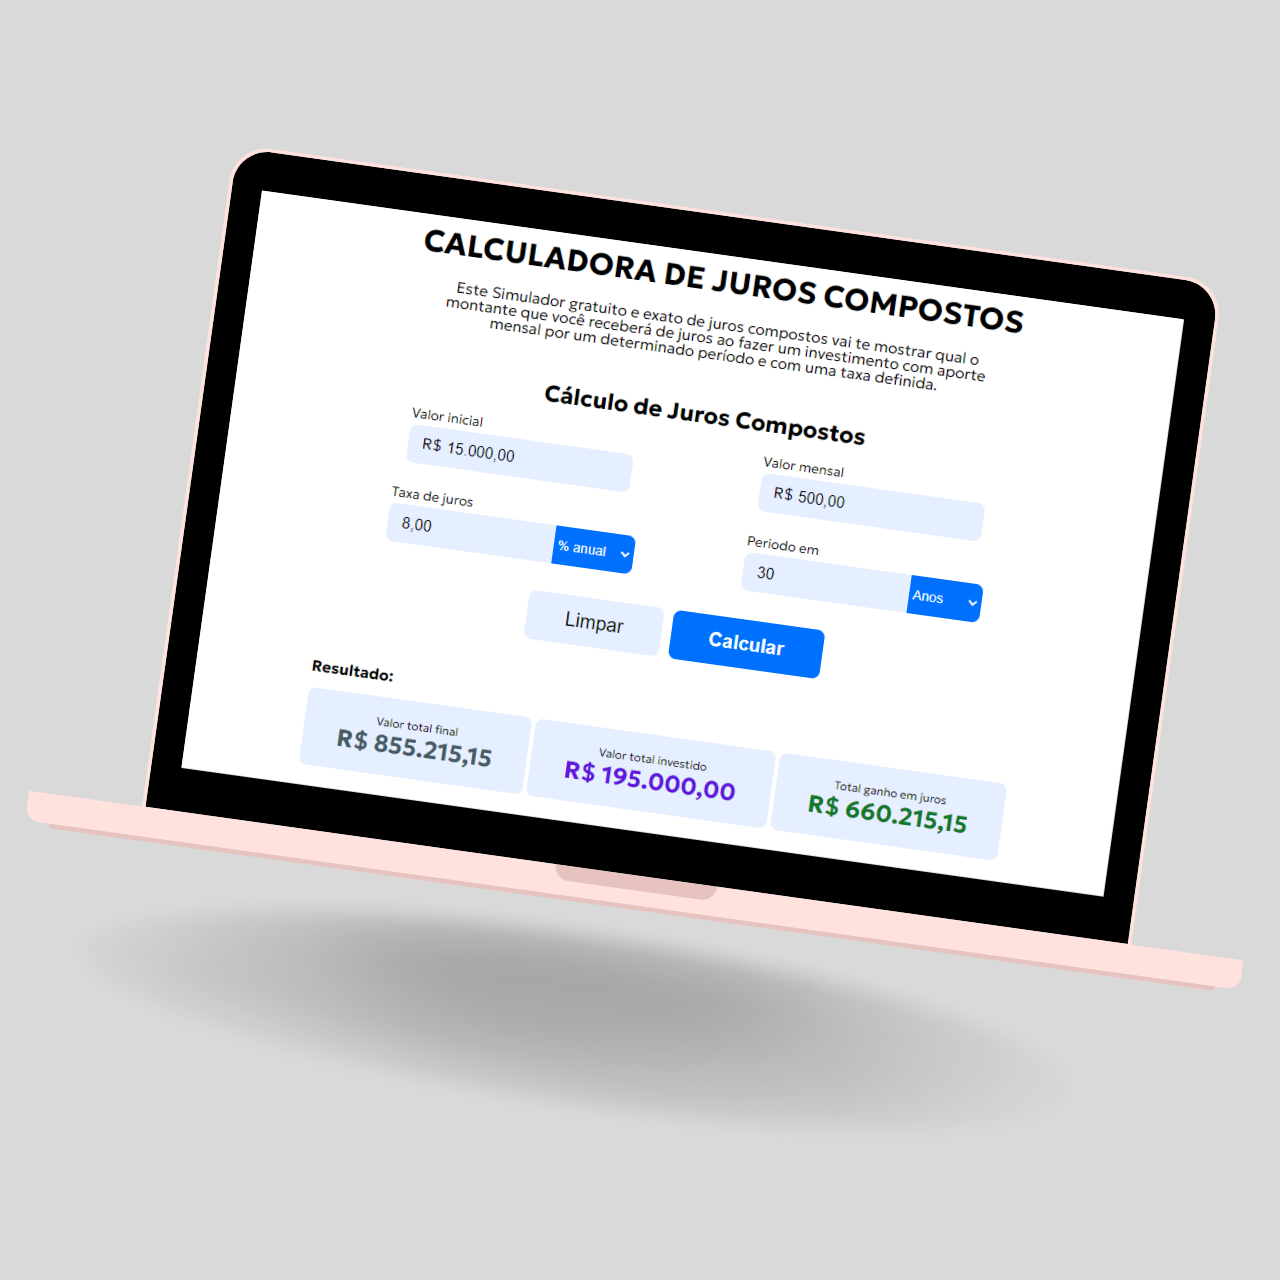 CALCULADORA DE JUROS COMPOSTOS
Este Simulador gratuito e exato de juros compostos vai te mostrar qual o
montante que você receberá de juros ao fazer um investimento com aporte
mensal por um determinado período e com uma taxa definida.
Cálculo de Juros Compostos
Valor inicial
R$ 15.000,00
Valor mensal
R$ 500,00
Taxa de juros
8,00
% anual
Periodo em
30
Anos
Limpar
Calcular
Resultado:
Valor total final
R$ 855.215,15
Valor total investido
R$ 195.000,00
Total ganho em juros
R$ 660.215,15